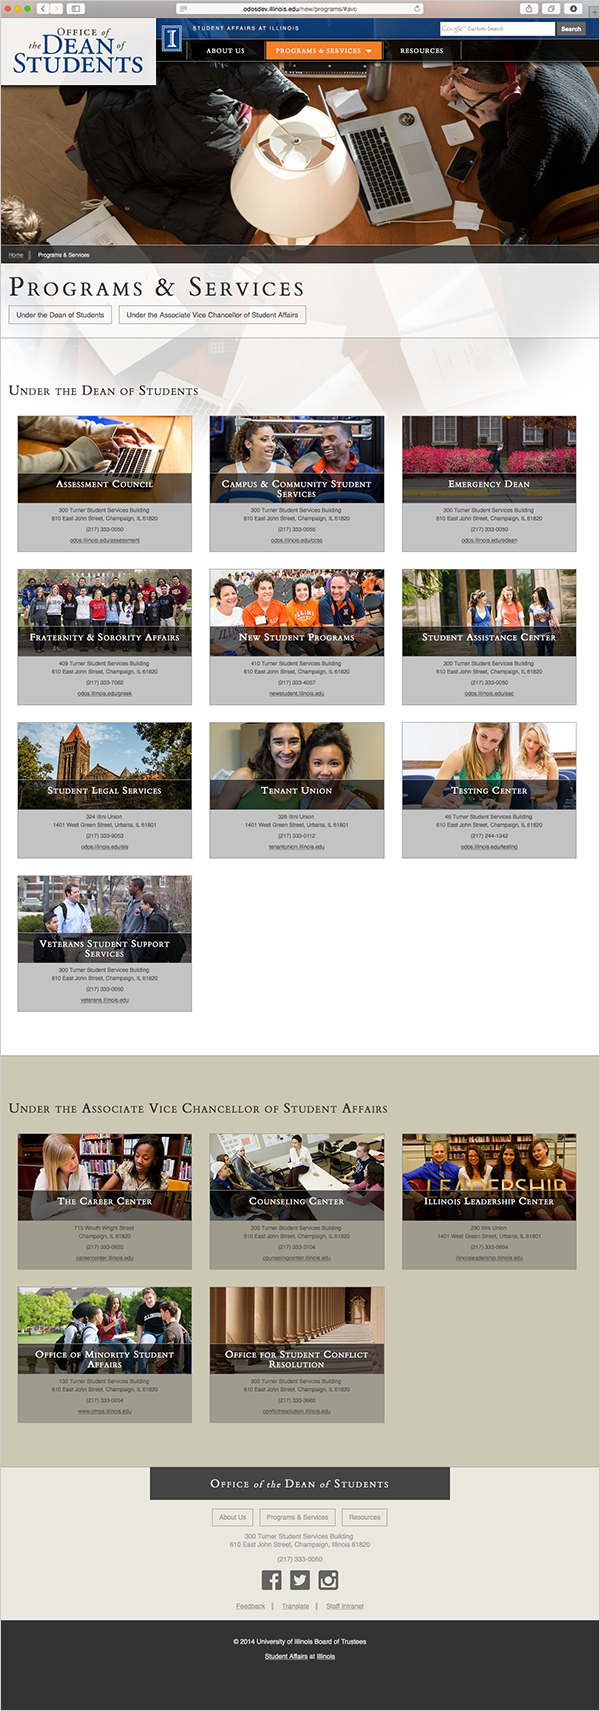 odosdev.illinois.edu/new/programs/#avc
OFFICE of
the DEAN of
STUDENTS
I
STUDENT AFFAIRS AT ILLINOIS
Google Custom Search
Search
ABOUT US
PROGRAMS & SERVICES
RESOURCES
Home
Programs & Services
PROGRAMS & SERVICES
Under the Dean of Students
Under the Associate Vice Chancellor of Student Affairs
UNDER THE DEAN OF STUDENTS
ASSESSMENT COUNCIL
300 Turner Student Services Building
610 East John Street, Champaign, IL 61820
(217) 333-0050
odos.illinois.edu/assessment
CAMPUS & COMMUNITY STUDENT
SERVICES
300 Turner Student Services Building
610 East John Street, Champaign, IL 61820
(217) 333-0055
odos.illinois.edu/ccss
EMERGENCY DEAN
300 Turner Student Services Building
610 East John Street, Champaign, IL 61820
(217) 333-0050
odos.illinois.edu/edean
FRATERNITY & SORORITY AFFAIRS
409 Turner Student Services Building
610 East John Street, Champaign, IL 61820
(217) 333-7062
odos.illinois.edu/greek
NEW STUDENT PROGRAMS
410 Turner Student Services Building
610 East John Street, Champaign, IL 61820
(217) 333-4057
newstudent.illinois.edu
STUDENT ASSISTANCE CENTER
300 Turner Student Services Building
610 East John Street, Champaign, IL 61820
(217) 333-0050
odos.illinois.edu/sac
STUDENT LEGAL SERVICES
324 Illini Union
1401 West Green Street, Urbana, IL 61801
(217) 333-9053
odos.illinois.edu/sls
TENANT UNION
326 Illini Union
1401 West Green Street, Urbana, IL 61801
(217) 333-0112
tenantunion.illinois.edu
TESTING CENTER
46 Turner Student Services Building
610 East John Street, Champaign, IL 61820
(217) 244-1342
odos.illinois.edu/testing
VETERANS STUDENT SUPPORT
SERVICES
300 Turner Student Services Building
610 East John Street, Champaign, IL 61820
(217) 333-0050
veterans.illinois.edu
UNDER THE ASSOCIATE VICE CHANCELLOR OF STUDENT AFFAIRS
THE CAREER CENTER
715 Wouth Wright Street
Champaign, IL 61820
(217) 333-0820
careercenter.illinois.edu
COUNSELING CENTER
200 Turner Student Services Building
610 East John Street, Champaign, IL 61820
(217) 333-3704
counselingcenter.illinois.edu
LEADERSHIP
ILLINOIS LEADERSHIP CENTER
290 Illini Union
1401 West Green Street, Urbana, IL 61801
(217) 333-0604
illinoisleadership.illinois.edu
OFFICE OF MINORITY STUDENT
AFFAIRS
130 Turner Student Services Building
610 East John Street, Champaign, IL 61820
(217) 333-0054
www.omsa.illinois.edu
OFFICE FOR STUDENT CONFLICT
RESOLUTION
300 Turner Student Services Building
610 East John Street, Champaign, IL 61820
(217) 333-3680
conflictresolution.illinois.edu
OFFICE of the DEAN of STUDENTS
About Us
Programs & Services
Resources
300 Turner Student Services Building
610 East John Street, Champaign, Illinois 61820
(217) 333-0050
Feedback
Translate
Staff Intranet
© 2014 University of Illinois Board of Trustees
Student Affairs at Illinois